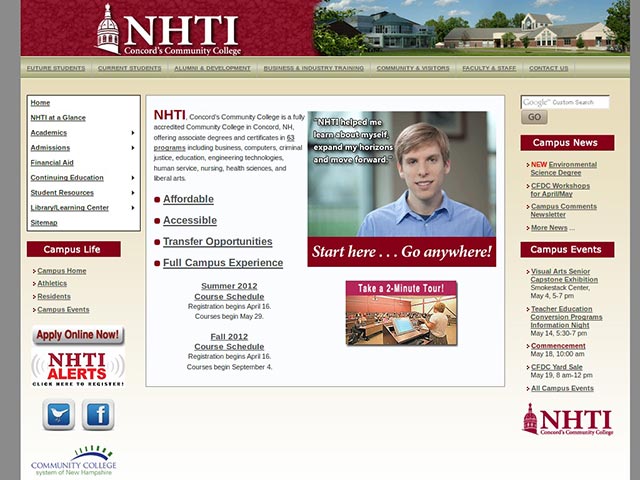 NHTI
Concord's Community College
FUTURE STUDENTS
CURRENT STUDENTS
ALUMNI & DEVELOPMENT
BUSINESS & INDUSTRY TRAINING
COMMUNITY & VISITORS
FACULTY & STAFF
CONTACT US
Home
NHTI at a Glance
Academics
Admissions
Financial Aid
Continuing Education
Student Resources
Library/Learning Center
Sitemap
Campus Life
Campus Home
Athletics
Residents
Campus Events
Apply Online Now!
NHTI
ALERTS
CLICK HERE TO REGISTER!
COMMUNITY COLLEGE
system of New Hampshire
NHTI, Concord's Community College is a fully
accredited Community College in Concord, NH,
offering associate degrees and certificates in 63
programs including business, computers, criminal
justice, education, engineering technologies,
human service, nursing, health sciences, and
liberal arts.
Affordable
Accessible
Transfer Opportunities
Full Campus Experience
Summer 2012
Course Schedule
Registration begins April 16.
Courses begin May 29.
Fall 2012
Course Schedule
Registration begins April 16.
Courses begin September 4.
"NHTI helped me
learn about myself,
expand my horizons
and move forward."
Start here . . . Go anywhere!
Take a 2-Minute Tour!
Google™ Custom Search
GO
Campus News
NEW Environmental
Science Degree
CFDC Workshops
for April/May
Campus Comments
Newsletter
More News ...
Campus Events
Visual Arts Senior
Capstone Exhibition
Smokestack Center,
May 4, 5-7 pm
Teacher Education
Conversion Programs
Information Night
May 14, 5:30-7 pm
Commencement
May 18, 10:00 am
CFDC Yard Sale
May 19, 8 am-12 pm
All Campus Events
NHTI
Concord's Community College